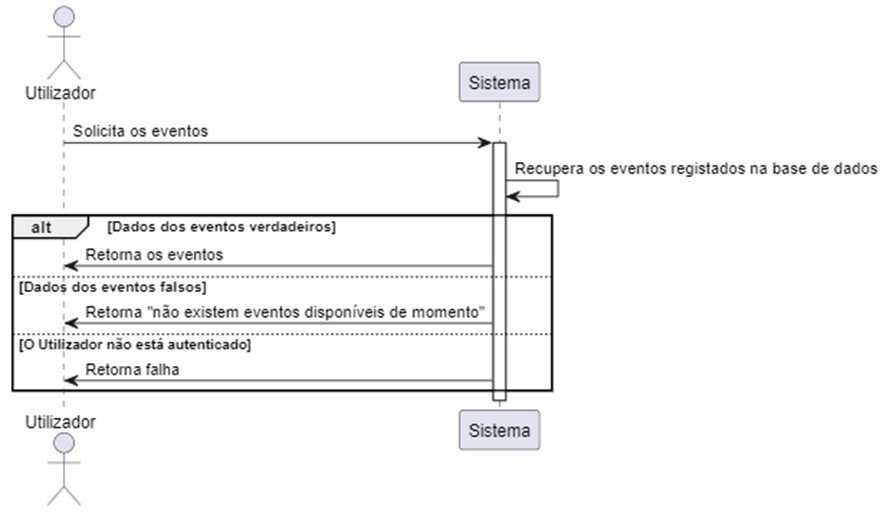 Utilizador
Sistema
Solicita os eventos
Recupera os eventos registados na base de dados
alt [Dados dos eventos verdadeiros]
Retorna os eventos
[Dados dos eventos falsos]
Retorna "não existem eventos disponíveis de momento"
[O Utilizador não está autenticado]
Retorna falha
Utilizador
Sistema